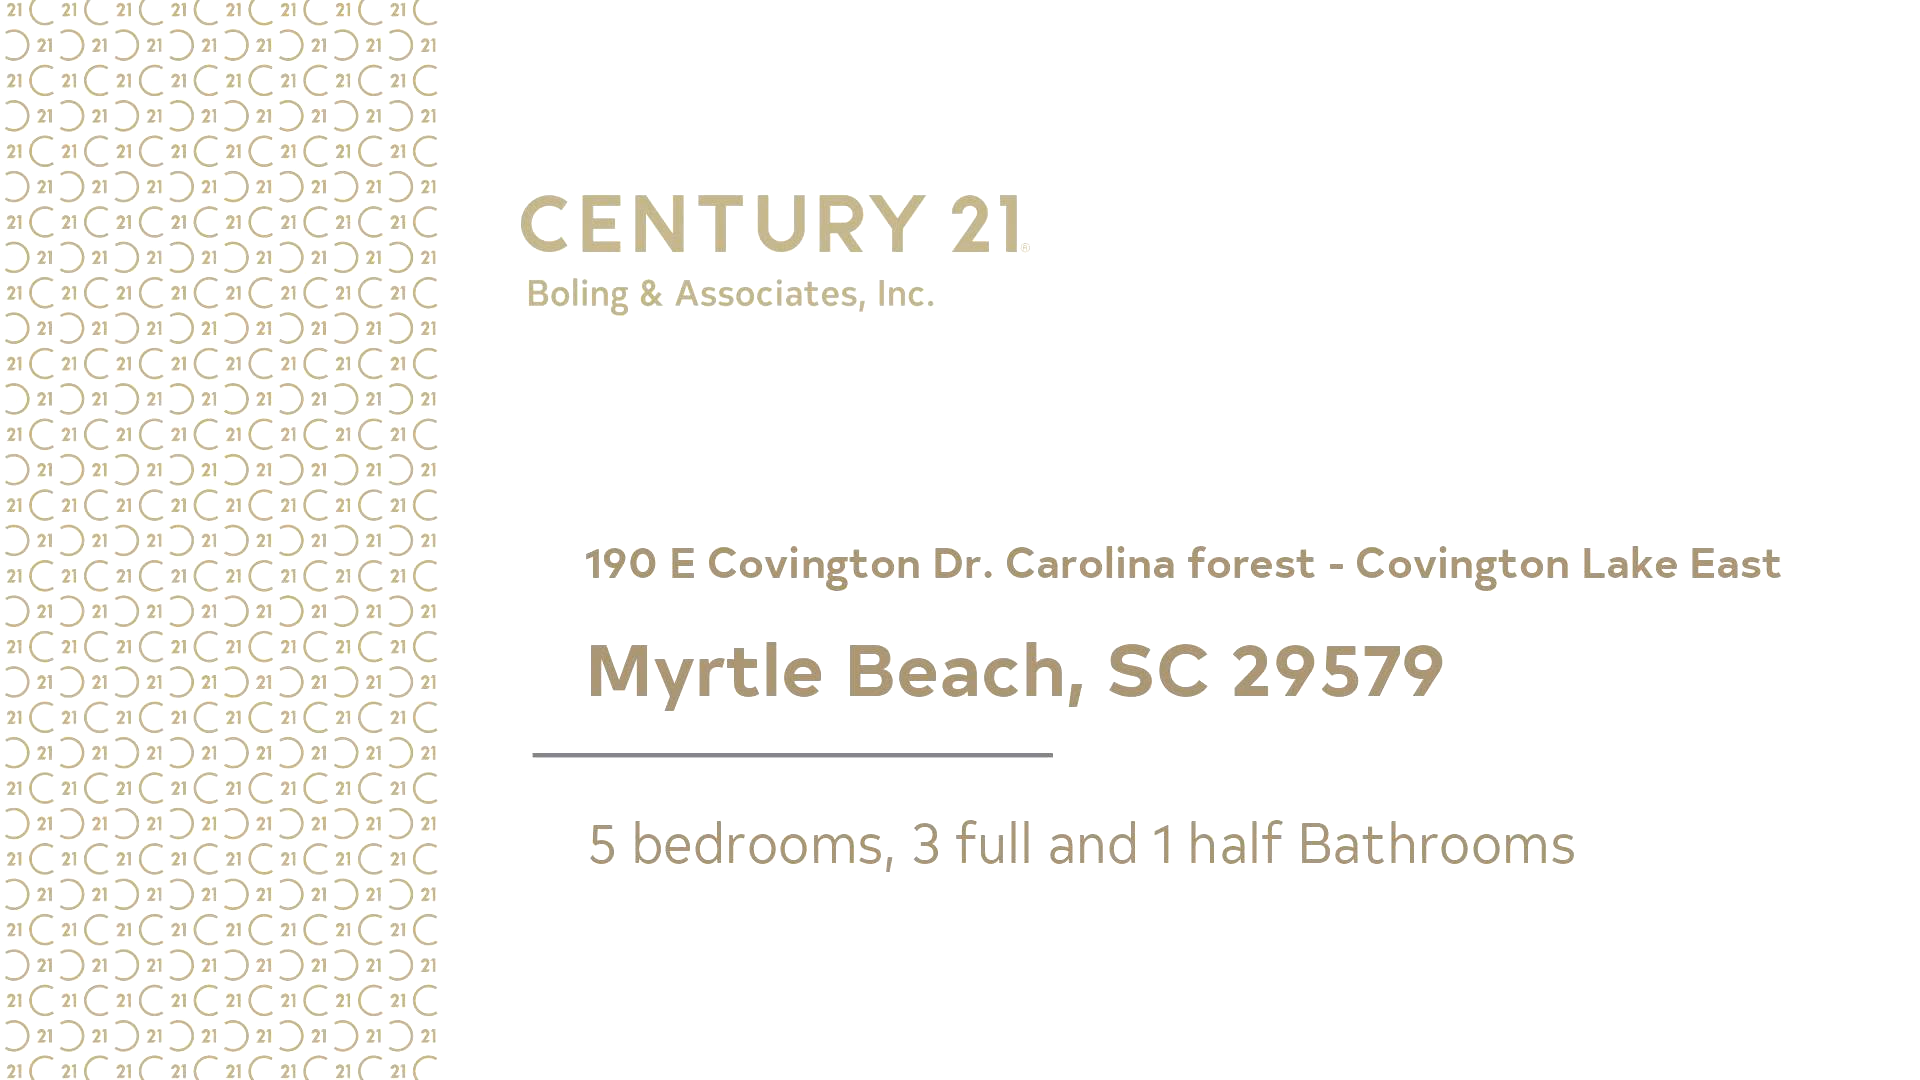 CENTURY 21®
Boling & Associates, Inc.
190 E Covington Dr. Carolina forest - Covington Lake East
Myrtle Beach, SC 29579
5 bedrooms, 3 full and 1 half Bathrooms